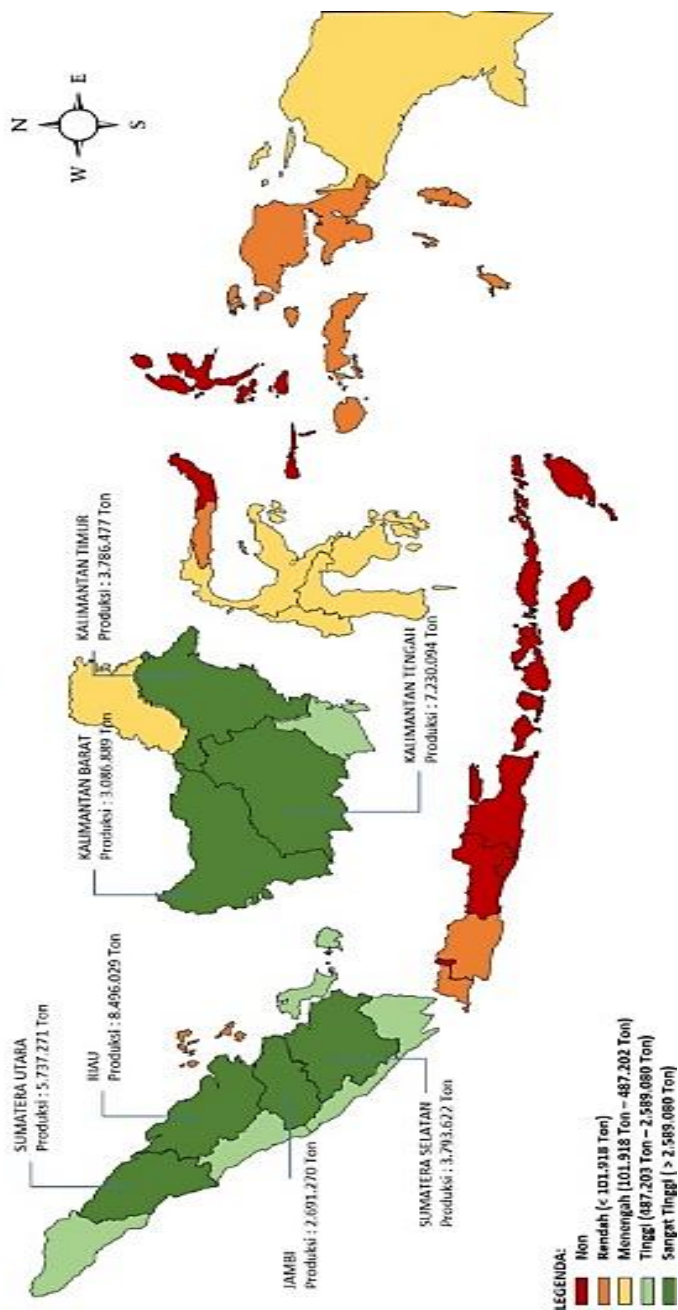 N
W
E
S
SUMATERA UTARA
Produksi : 5.737.271 Ton
RIAU
Produksi : 8.496.029 Ton
KALIMANTAN BARAT
Produksi : 3.086.889 Ton
KALIMANTAN TIMUR
Produksi : 3.786.477 Ton
JAMBI
Produksi : 2.691.270 Ton
SUMATERA SELATAN
Produksi : 3.793.622 Ton
KALIMANTAN TENGAH
Produksi : 7.230.094 Ton
LEGENDA:
Non
Rendah (< 101.918 Ton)
Menengah (101.918 Ton – 487.202 Ton)
Tinggi (487.203 Ton – 2.589.080 Ton)
Sangat Tinggi ( > 2.589.080 Ton)